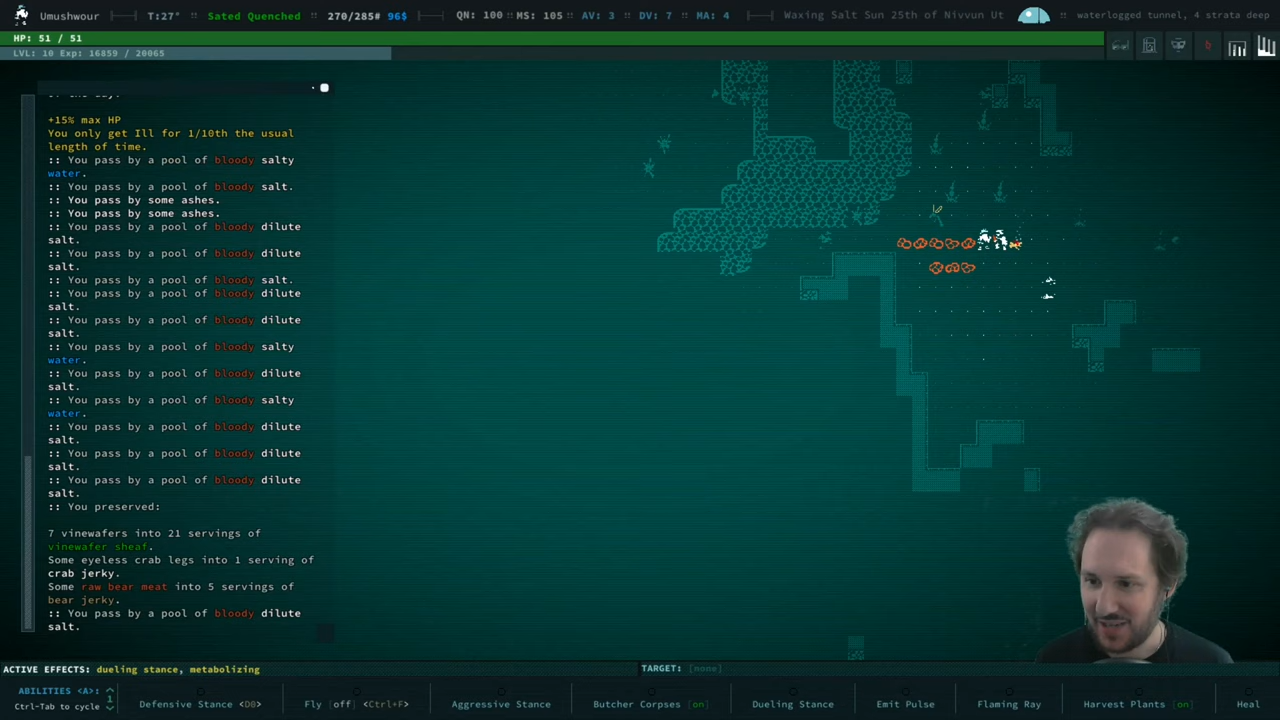 Umushwour T:27° Sated Quenched :: 270/285# 96$ QN: 100 MS: 105 AV: 3 DV: 7 MA: 4 Waxing Salt Sun 25th of Nivvun Ut waterlogged tunnel, 4 strata deep
HP: 51 / 51
LVL: 10 Exp: 16859 / 20065
+15% max HP
You only get Ill for 1/10th the usual
length of time.
:: You pass by a pool of bloody salty
water.
:: You pass by a pool of bloody salt.
:: You pass by some ashes.
:: You pass by some ashes.
:: You pass by a pool of bloody dilute
salt.
:: You pass by a pool of bloody dilute
salt.
:: You pass by a pool of bloody salt.
:: You pass by a pool of bloody dilute
salt.
:: You pass by a pool of bloody dilute
salt.
:: You pass by a pool of bloody salty
water.
:: You pass by a pool of bloody dilute
salt.
:: You pass by a pool of bloody salty
water.
:: You pass by a pool of bloody dilute
salt.
:: You pass by a pool of bloody dilute
salt.
:: You pass by a pool of bloody dilute
salt.
:: You preserved:
7 vinewafers into 21 servings of
vinewafer sheaf.
Some eyeless crab legs into 1 serving of
crab jerky.
Some raw bear meat into 5 servings of
bear jerky.
:: You pass by a pool of bloody dilute
salt.
ACTIVE EFFECTS: dueling stance, metabolizing TARGET: [none]
ABILITIES <A>: 1 Defensive Stance <D0> Fly [off] <Ctrl+F> Aggressive Stance Butcher Corpses [on] Dueling Stance Emit Pulse Flaming Ray Harvest Plants [on] Heal
Ctrl-Tab to cycle